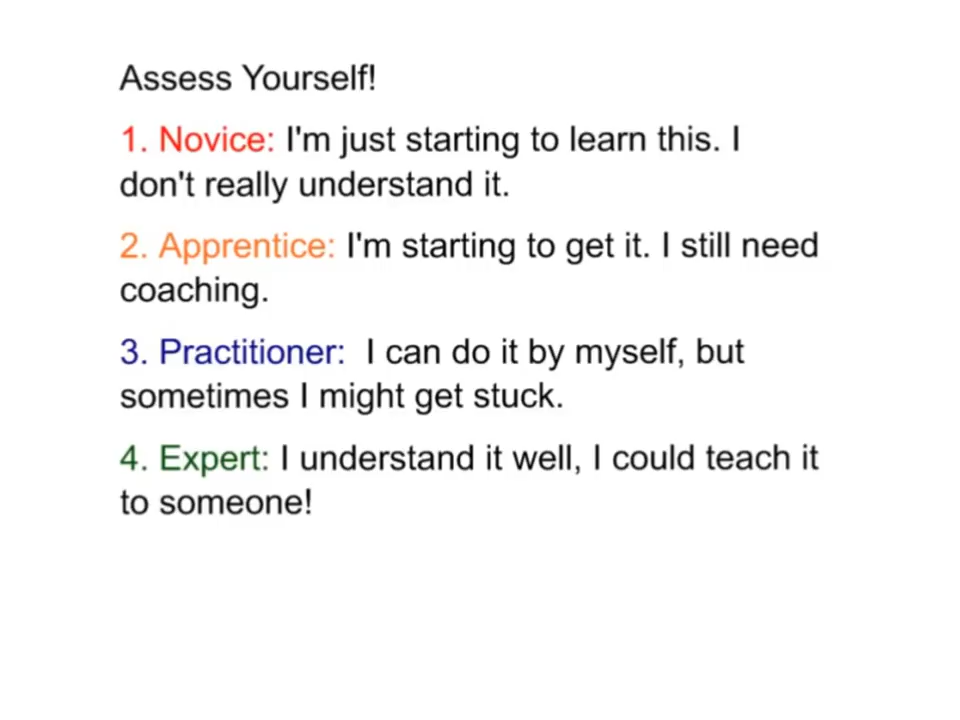 Assess Yourself!
1. Novice: I'm just starting to learn this. I
don't really understand it.
2. Apprentice: I'm starting to get it. I still need
coaching.
3. Practitioner:  I can do it by myself, but
sometimes I might get stuck.
4. Expert: I understand it well, I could teach it
to someone!